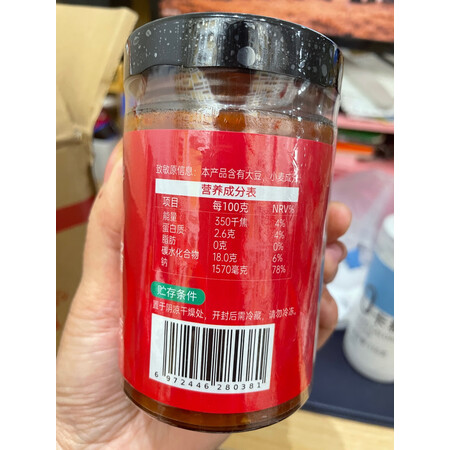 致敏原信息：本产品含有大豆，小麦成
营养成分表
项目 每100克 NRV%
能量 350千焦 4%
蛋白质 2.6克 4%
脂肪 0克 0%
碳水化合物 18.0克 6%
钠 1570毫克 78%
贮存条件
置于阴凉干燥处，开封后需冷藏，请勿冷冻。
6 972446 280381